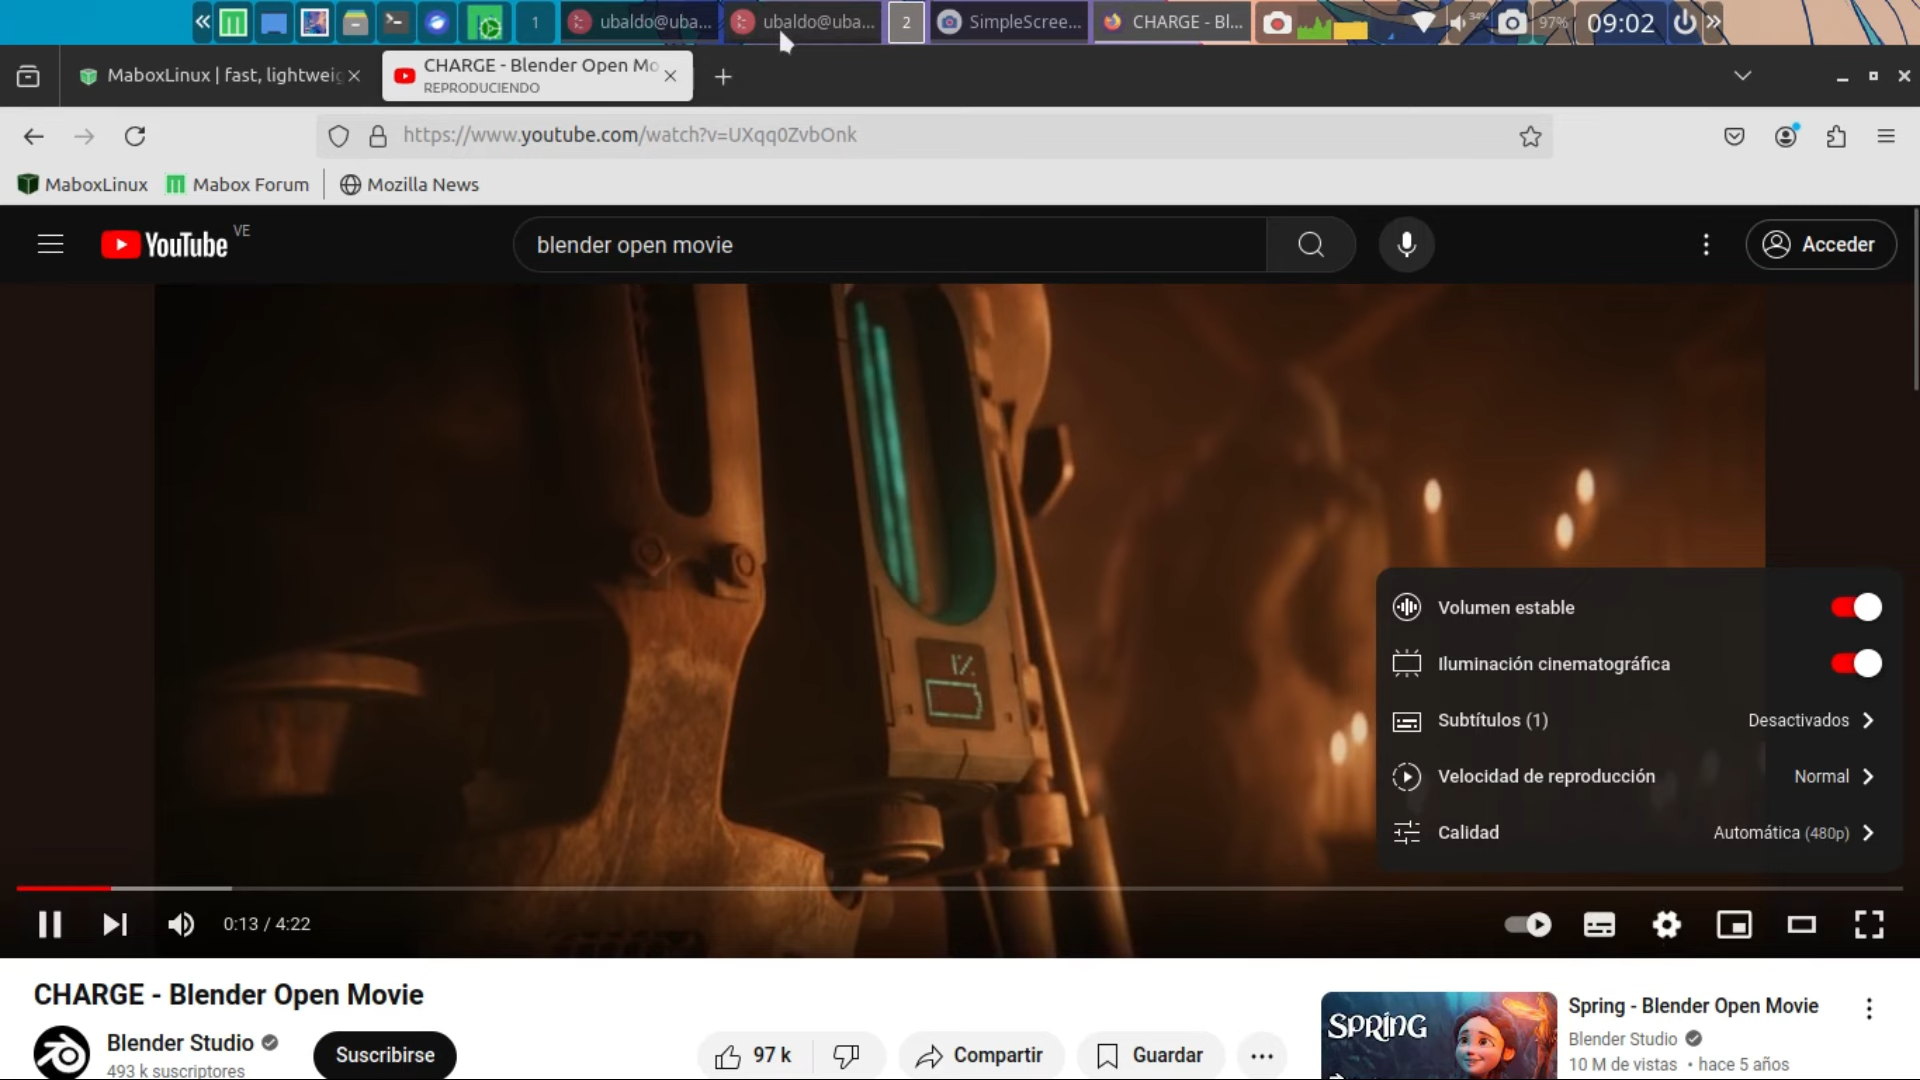 1
ubaldo@uba...
ubaldo@uba...
2
SimpleScree...
CHARGE - Bl...
34%
97%
09:02
MaboxLinux | fast, lightweig
CHARGE - Blender Open Mo
REPRODUCIENDO
https://www.youtube.com/watch?v=UXqq0ZvbOnk
MaboxLinux
Mabox Forum
Mozilla News
YouTube VE
blender open movie
Acceder
1%
Volumen estable
Iluminación cinematográfica
Subtítulos (1) Desactivados
Velocidad de reproducción Normal
Calidad Automática (480p)
0:13 / 4:22
CHARGE - Blender Open Movie
Blender Studio
493 k suscriptores
Suscribirse
97 k
Compartir
Guardar
SPRING
Spring - Blender Open Movie
Blender Studio
10 M de vistas • hace 5 años